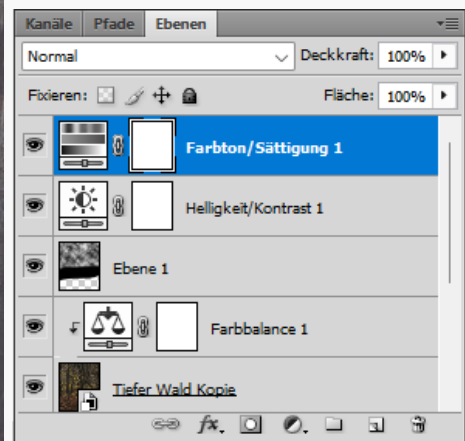 Kanäle Pfade Ebenen
Normal Deckkraft: 100%
Fixieren: Fläche: 100%
Farbton/Sättigung 1
Helligkeit/Kontrast 1
Ebene 1
Farbbalance 1
Tiefer Wald Kopie
fx.